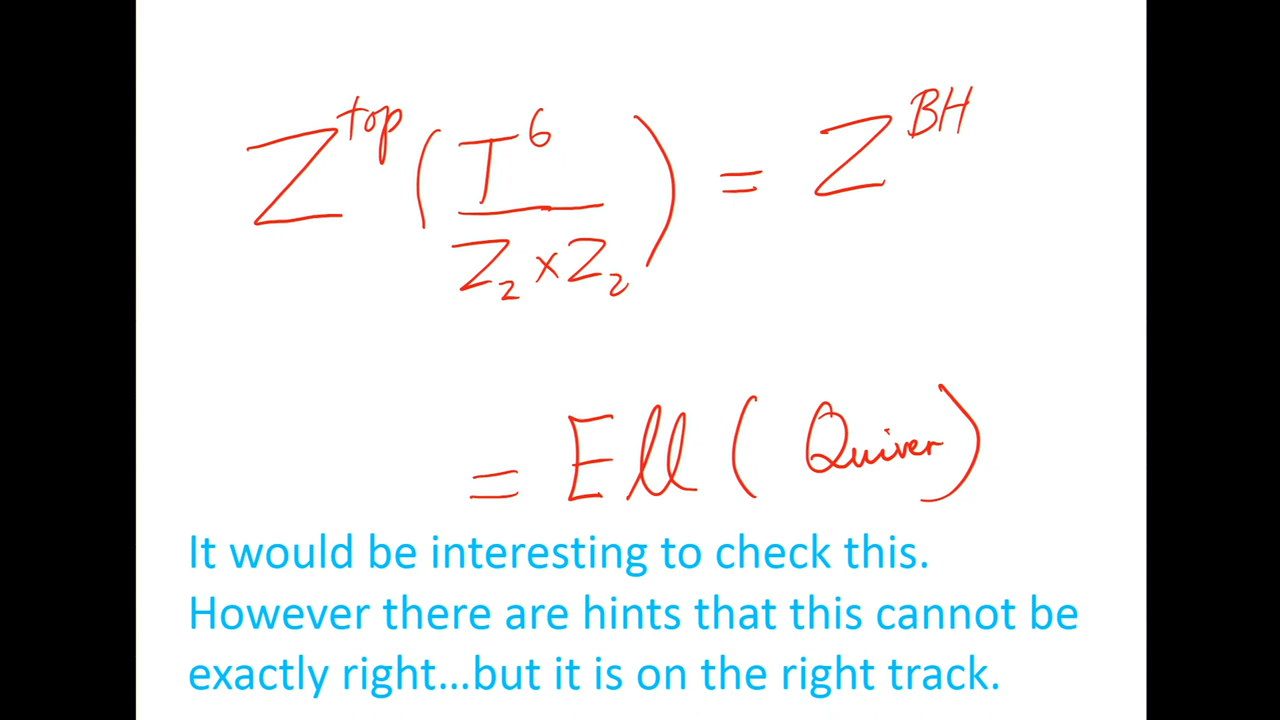 Z^top ( T^6 / Z_2 × Z_2 ) = Z^BH
= Ell ( Quiver )
It would be interesting to check this.
However there are hints that this cannot be
exactly right...but it is on the right track.